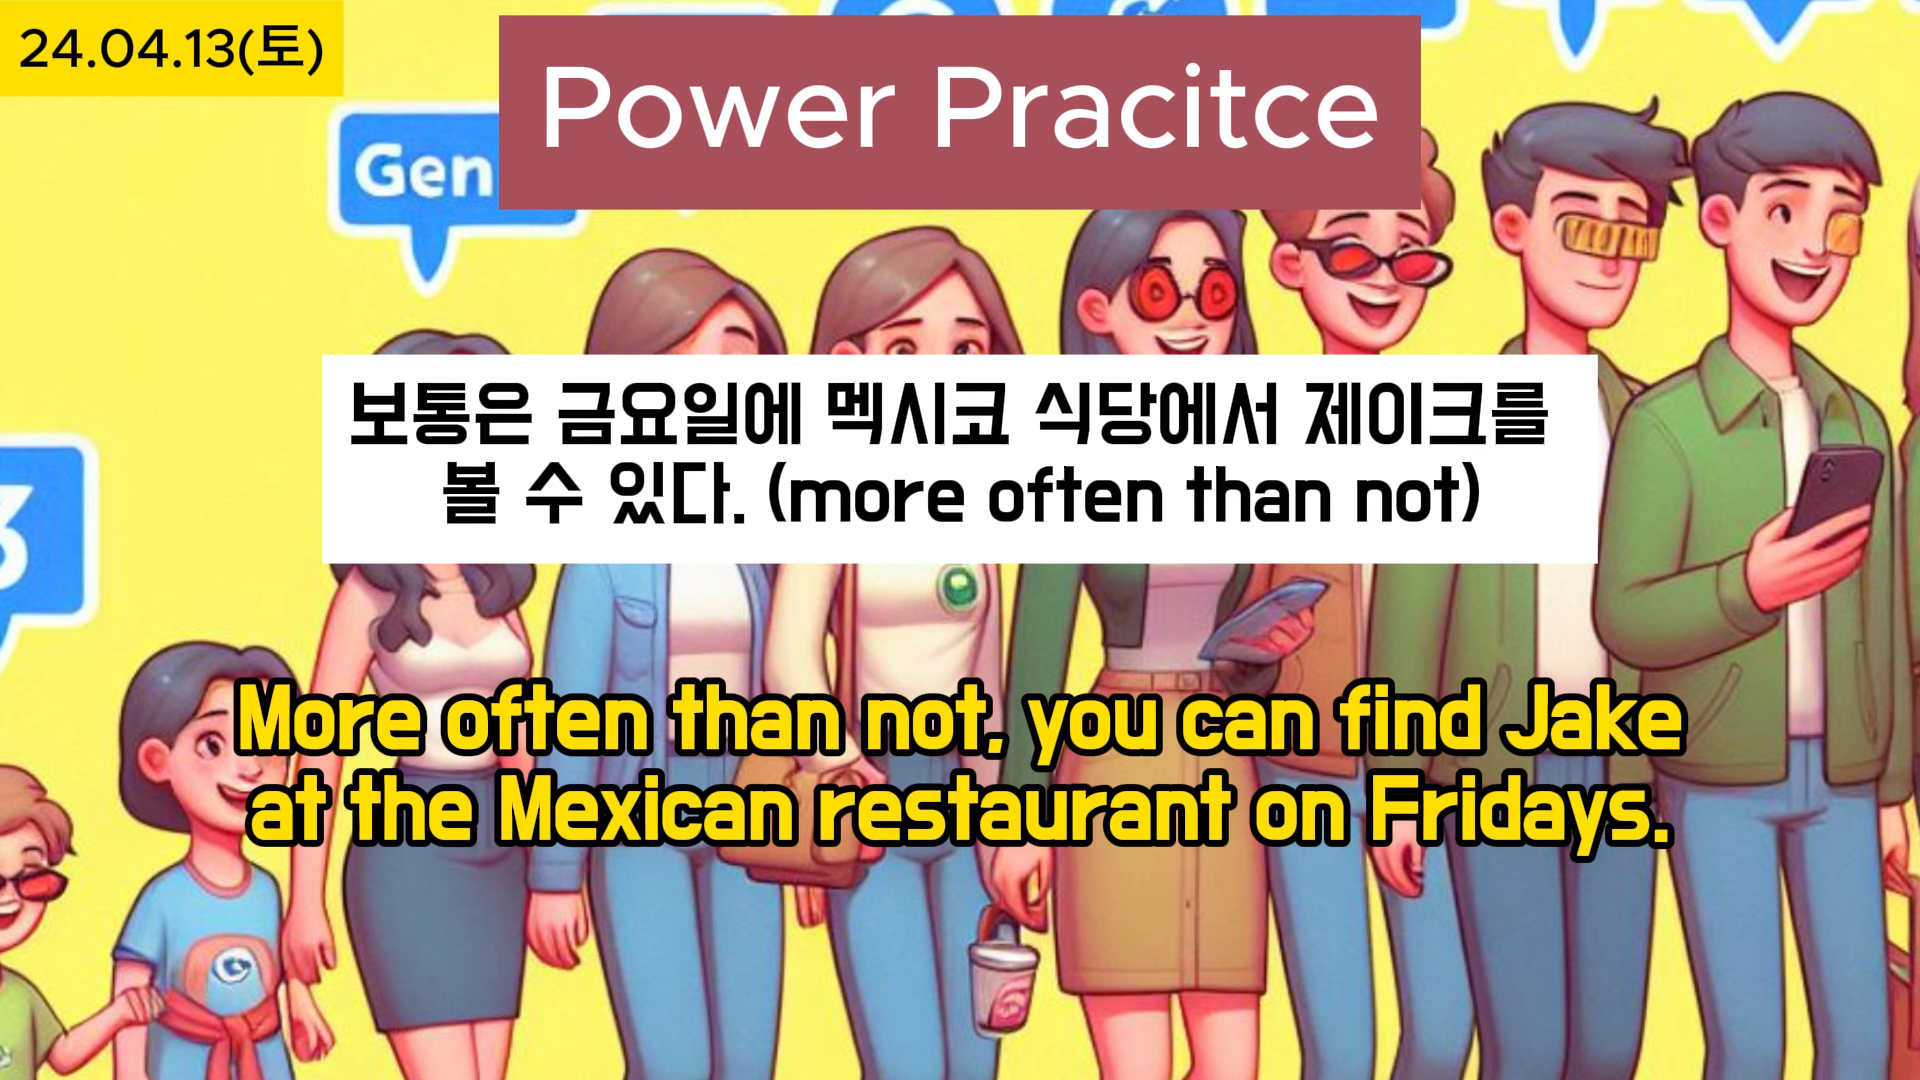 24.04.13(토)
Power Pracitce
Gen
보통은 금요일에 멕시코 식당에서 제이크를
볼 수 있다. (more often than not)
3
More often than not, you can find Jake
at the Mexican restaurant on Fridays.